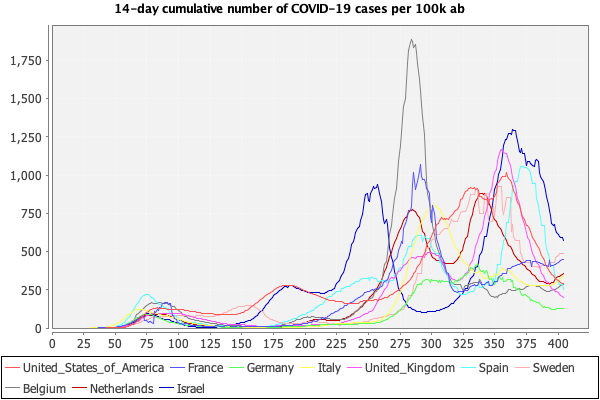 14-day cumulative number of COVID-19 cases per 100k ab
1,750
1,500
1,250
1,000
750
500
250
0
0 25 50 75 100 125 150 175 200 225 250 275 300 325 350 375 400
United_States_of_America France Germany Italy United_Kingdom Spain Sweden
Belgium Netherlands Israel